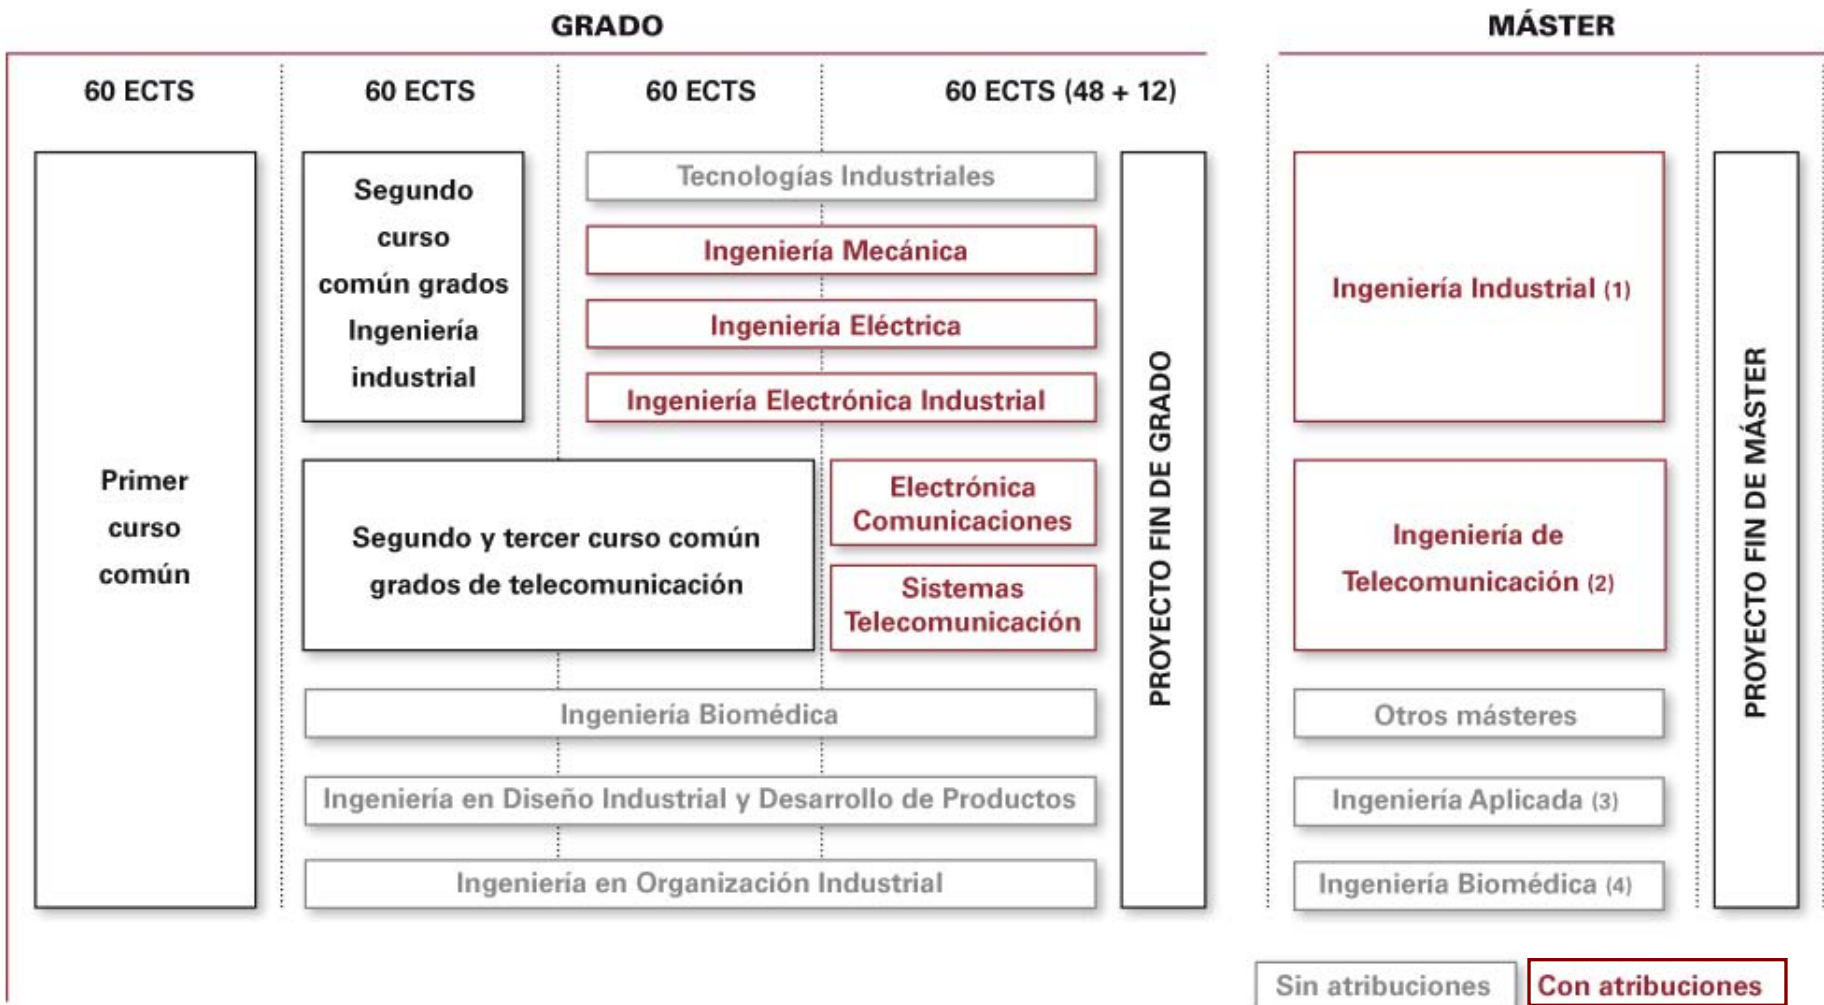 GRADO
MÁSTER
60 ECTS
60 ECTS
60 ECTS
60 ECTS (48 + 12)
Primer
curso
común
Segundo
curso
común grados
Ingeniería
industrial
Tecnologías Industriales
Ingeniería Mecánica
Ingeniería Eléctrica
Ingeniería Electrónica Industrial
Segundo y tercer curso común
grados de telecomunicación
Electrónica
Comunicaciones
Sistemas
Telecomunicación
Ingeniería Biomédica
Ingeniería en Diseño Industrial y Desarrollo de Productos
Ingeniería en Organización Industrial
PROYECTO FIN DE GRADO
Ingeniería Industrial (1)
Ingeniería de
Telecomunicación (2)
Otros másteres
Ingeniería Aplicada (3)
Ingeniería Biomédica (4)
PROYECTO FIN DE MÁSTER
Sin atribuciones
Con atribuciones